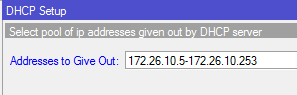 DHCP Setup
Select pool of ip addresses given out by DHCP server
Addresses to Give Out: 172.26.10.5-172.26.10.253